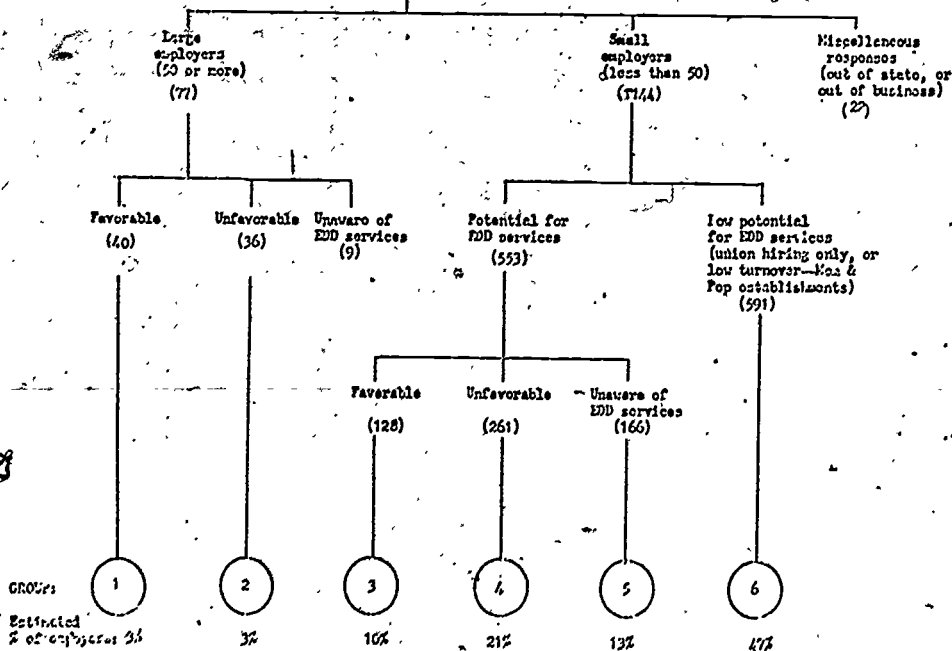 Large
employers
(50 or more)
(77)
Small
employers
(less than 50)
(1144)
Miscellaneous
responses
(out of state, or
out of business)
Favorable
(40)
Unfavorable
(36)
Unaware of
EDD services
(9)
Potential for
EDD services
(553)
Low potential
for EDD services
(union hiring only, or
low turnover—Mom &
Pop establishments)
(591)
Favorable
(128)
Unfavorable
(261)
Unaware of
EDD services
(166)
GROUP:
1
2
3
4
5
6
Estimated
% of employers 3%
3%
10%
21%
13%
47%